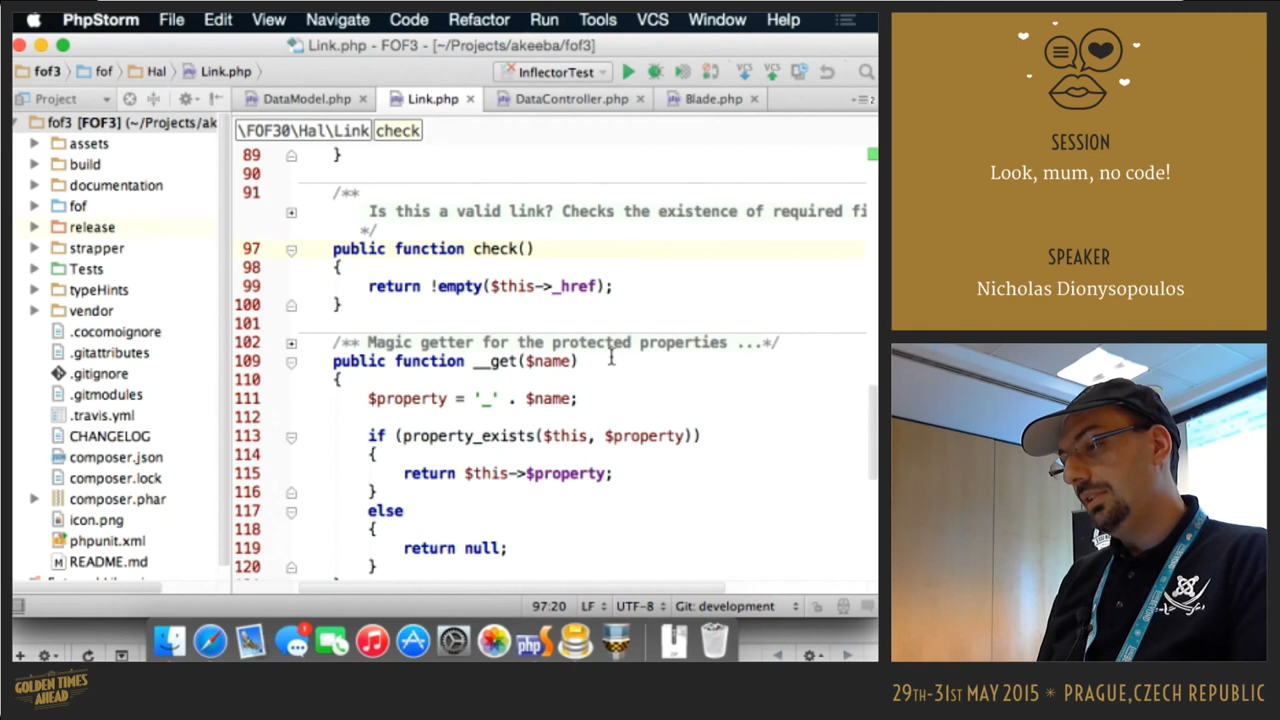 PhpStorm File Edit View Navigate Code Refactor Run Tools VCS Window Help
Link.php - FOF3 - [~/Projects/akeeba/fof3]
fof3 fof Hal Link.php InflectorTest VCS VCS
Project DataModel.php Link.php DataController.php Blade.php 2
fof3 [FOF3] (~/Projects/ak
assets
build
documentation
fof
release
strapper
Tests
typeHints
vendor
.cocomoignore
.gitattributes
.gitignore
.gitmodules
.travis.yml
CHANGELOG
composer.json
composer.lock
composer.phar
icon.png
phpunit.xml
README.md
\FOF30\Hal\Link check
89 }
90
91 /**
Is this a valid link? Checks the existence of required fi
*/
97 public function check()
98 {
99 return !empty($this->_href);
100 }
101
102 /** Magic getter for the protected properties ...*/
109 public function __get($name)
110 {
111 $property = '_' . $name;
112
113 if (property_exists($this, $property))
114 {
115 return $this->$property;
116 }
117 else
118 {
119 return null;
120 }
97:20 LF UTF-8 Git: development
php
SESSION
Look, mum, no code!
SPEAKER
Nicholas Dionysopoulos
GOLDEN TIMES
AHEAD
29TH-31ST MAY 2015 * PRAGUE,CZECH REPUBLIC